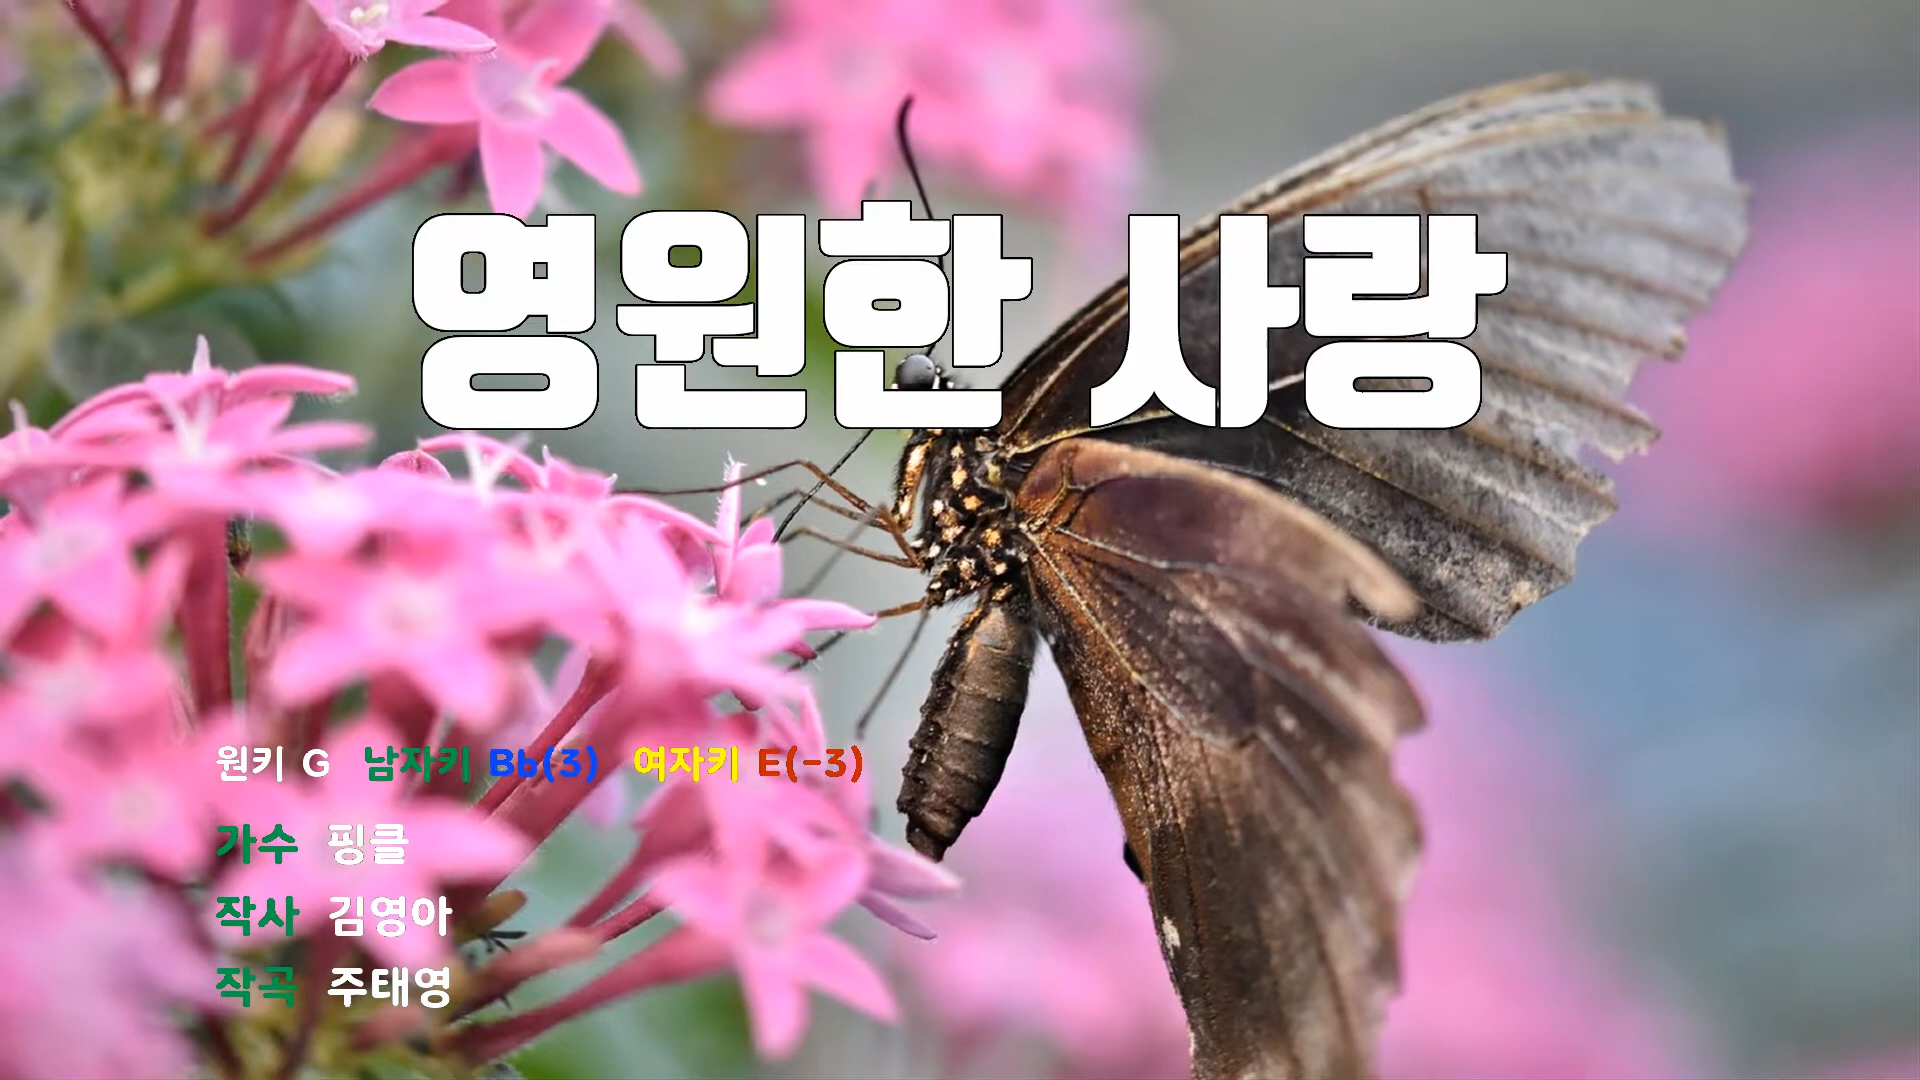 영원한 사랑
원키 G 남자키 Bb(3) 여자키 E(-3)
가수 핑클
작사 김영아
작곡 주태영